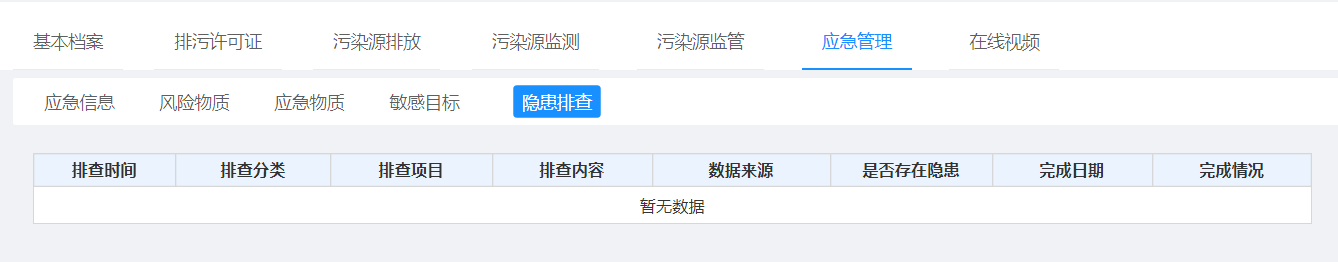 基本档案 排污许可证 污染源排放 污染源监测 污染源监管 应急管理 在线视频
应急信息 风险物质 应急物质 敏感目标 隐患排查
排查时间 排查分类 排查项目 排查内容 数据来源 是否存在隐患 完成日期 完成情况
暂无数据